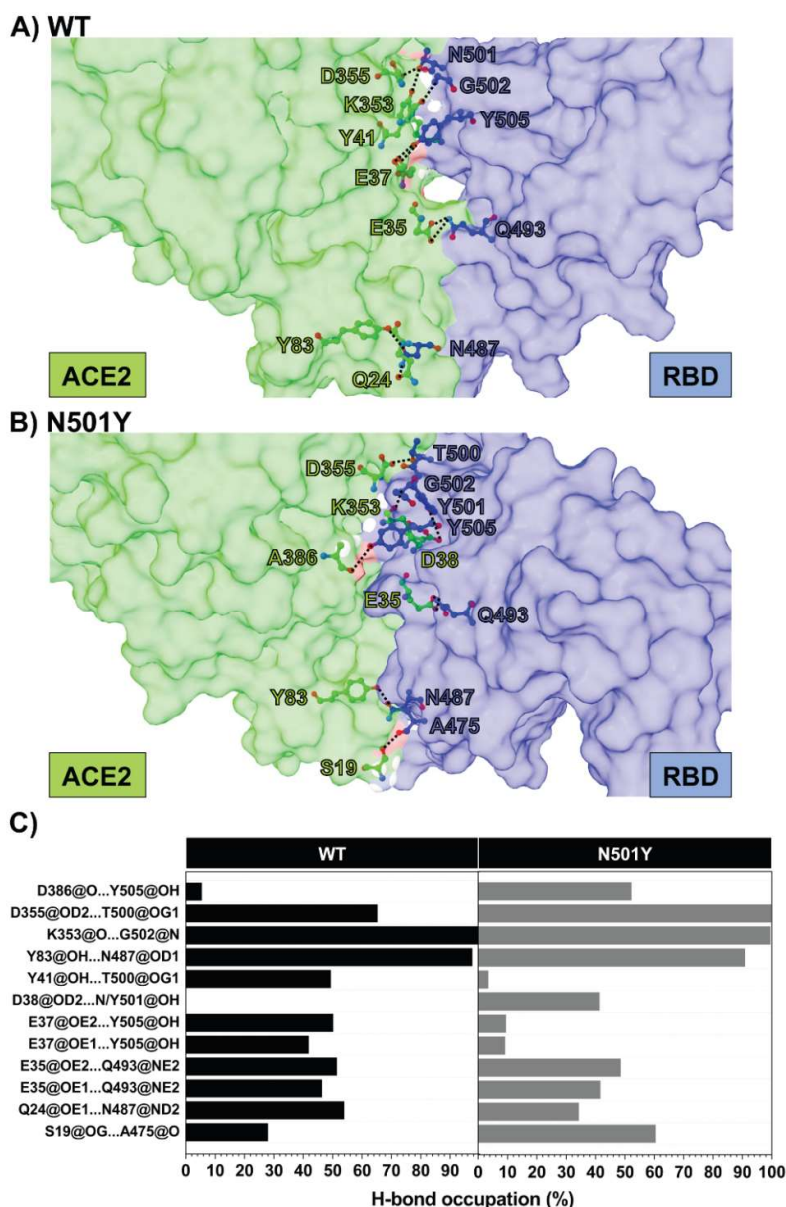 A) WT
N501
D355
G502
K353
Y505
Y41
E37
E35
Q493
Y83
N487
Q24
ACE2
RBD
B) N501Y
T500
D355
G502
K353
Y501
Y505
A386
D38
E35
Q493
Y83
N487
A475
S19
ACE2
RBD
C)
WT
N501Y
D386@O...Y505@OH
D355@OD2...T500@OG1
K353@O...G502@N
Y83@OH...N487@OD1
Y41@OH...T500@OG1
D38@OD2...N/Y501@OH
E37@OE2...Y505@OH
E37@OE1...Y505@OH
E35@OE2...Q493@NE2
E35@OE1...Q493@NE2
Q24@OE1...N487@ND2
S19@OG...A475@O
0 10 20 30 40 50 60 70 80 90 0 10 20 30 40 50 60 70 80 90 100
H-bond occupation (%)